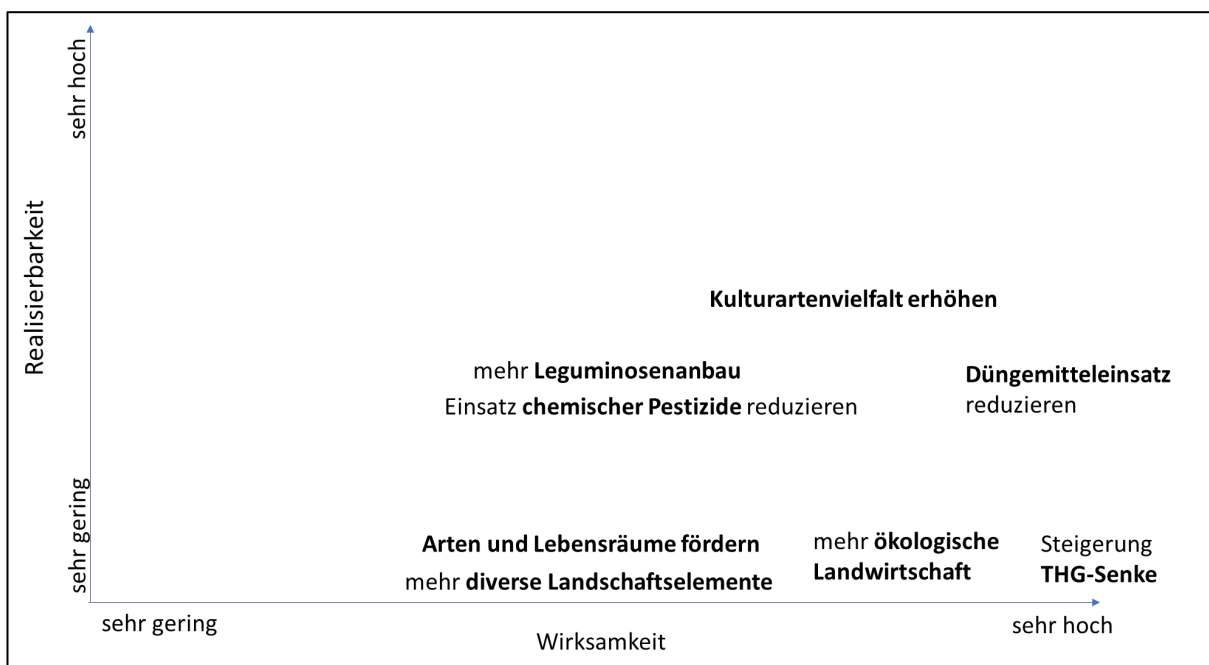 sehr hoch
Realisierbarkeit
sehr gering
Kulturartenvielfalt erhöhen
mehr Leguminosenanbau
Einsatz chemischer Pestizide reduzieren
Düngemitteleinsatz
reduzieren
Arten und Lebensräume fördern
mehr diverse Landschaftselemente
mehr ökologische
Landwirtschaft
Steigerung
THG-Senke
sehr gering
Wirksamkeit
sehr hoch